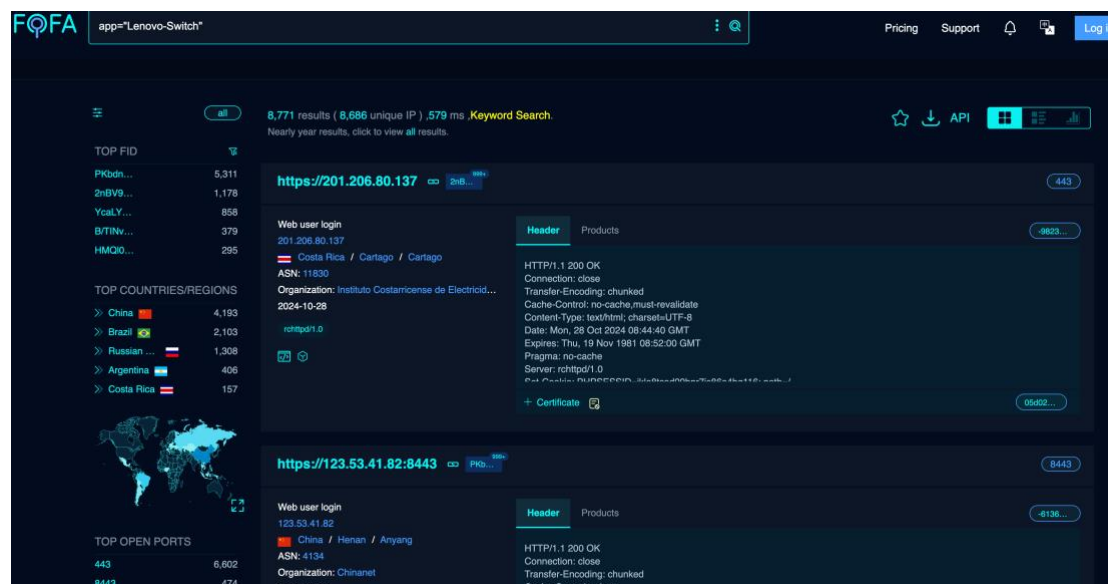 FOFA
app="Lenovo-Switch"
Pricing
Support
Log i
all
8,771 results ( 8,686 unique IP ) ,579 ms ,Keyword Search.
Nearly year results, click to view all results.
API
TOP FID
PKbdn... 5,311
2nBV9... 1,178
YcaLY... 858
B/TINv... 379
HMQI0... 295
TOP COUNTRIES/REGIONS
China 4,193
Brazil 2,103
Russian ... 1,308
Argentina 406
Costa Rica 157
TOP OPEN PORTS
443 6,602
8443 474
https://201.206.80.137 2nB... 443
Web user login
201.206.80.137
Costa Rica / Cartago / Cartago
ASN: 11830
Organization: Instituto Costarricense de Electricid...
2024-10-28
rchttpd/1.0
Header Products -9823...
HTTP/1.1 200 OK
Connection: close
Transfer-Encoding: chunked
Cache-Control: no-cache,must-revalidate
Content-Type: text/html; charset=UTF-8
Date: Mon, 28 Oct 2024 08:44:40 GMT
Expires: Thu, 19 Nov 1981 08:52:00 GMT
Pragma: no-cache
Server: rchttpd/1.0
+ Certificate 05d02...
https://123.53.41.82:8443 PKb... 8443
Web user login
123.53.41.82
China / Henan / Anyang
ASN: 4134
Organization: Chinanet
Header Products -6136...
HTTP/1.1 200 OK
Connection: close
Transfer-Encoding: chunked